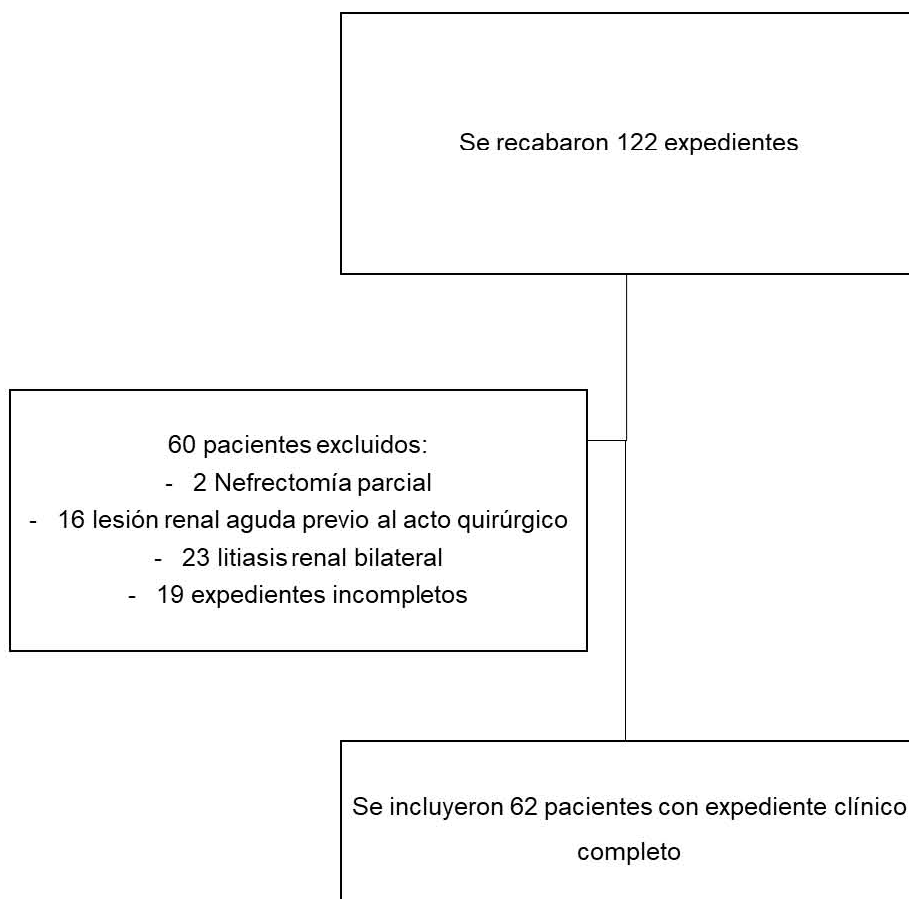 Se recabaron 122 expedientes
60 pacientes excluidos:
- 2 Nefrectomía parcial
- 16 lesión renal aguda previo al acto quirúrgico
- 23 litiasis renal bilateral
- 19 expedientes incompletos
Se incluyeron 62 pacientes con expediente clínico
completo